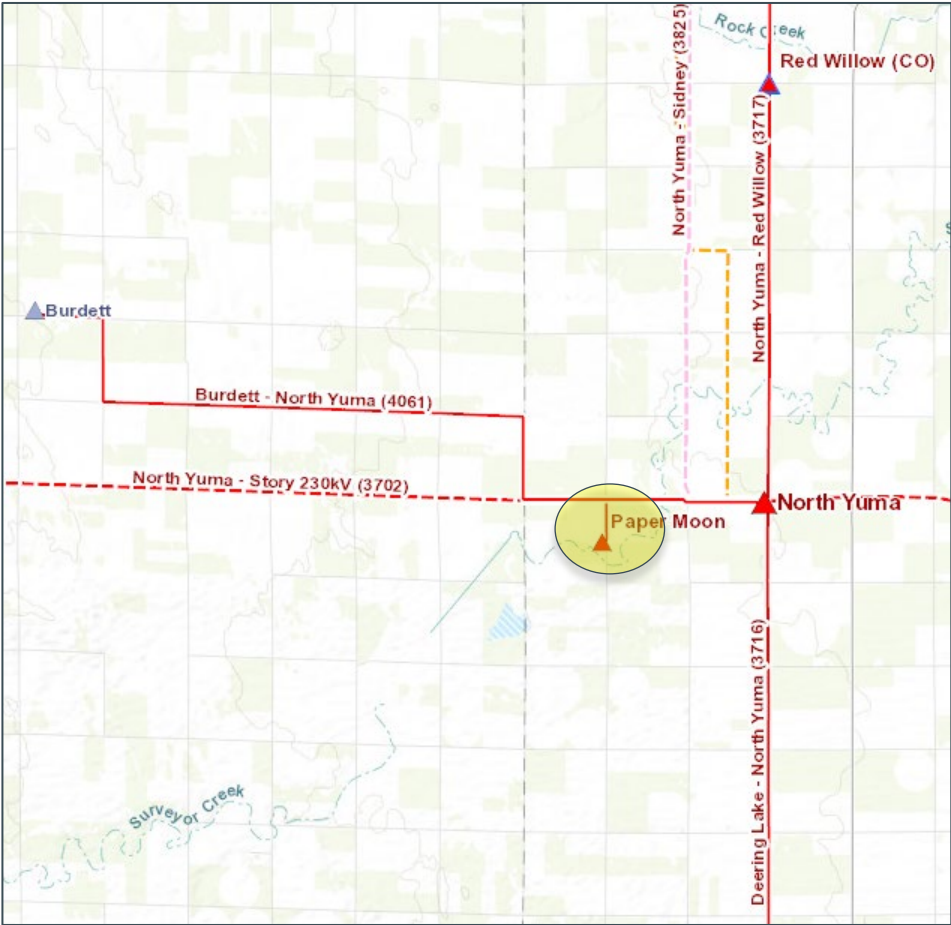 Rock Creek
Red Willow (CO)
North Yuma - Sidney (3825)
North Yuma - Red Willow (3717)
Burdett
Burdett - North Yuma (4061)
North Yuma - Story 230kV (3702)
North Yuma
Paper Moon
Deering Lake - North Yuma (3716)
Surveyor Creek